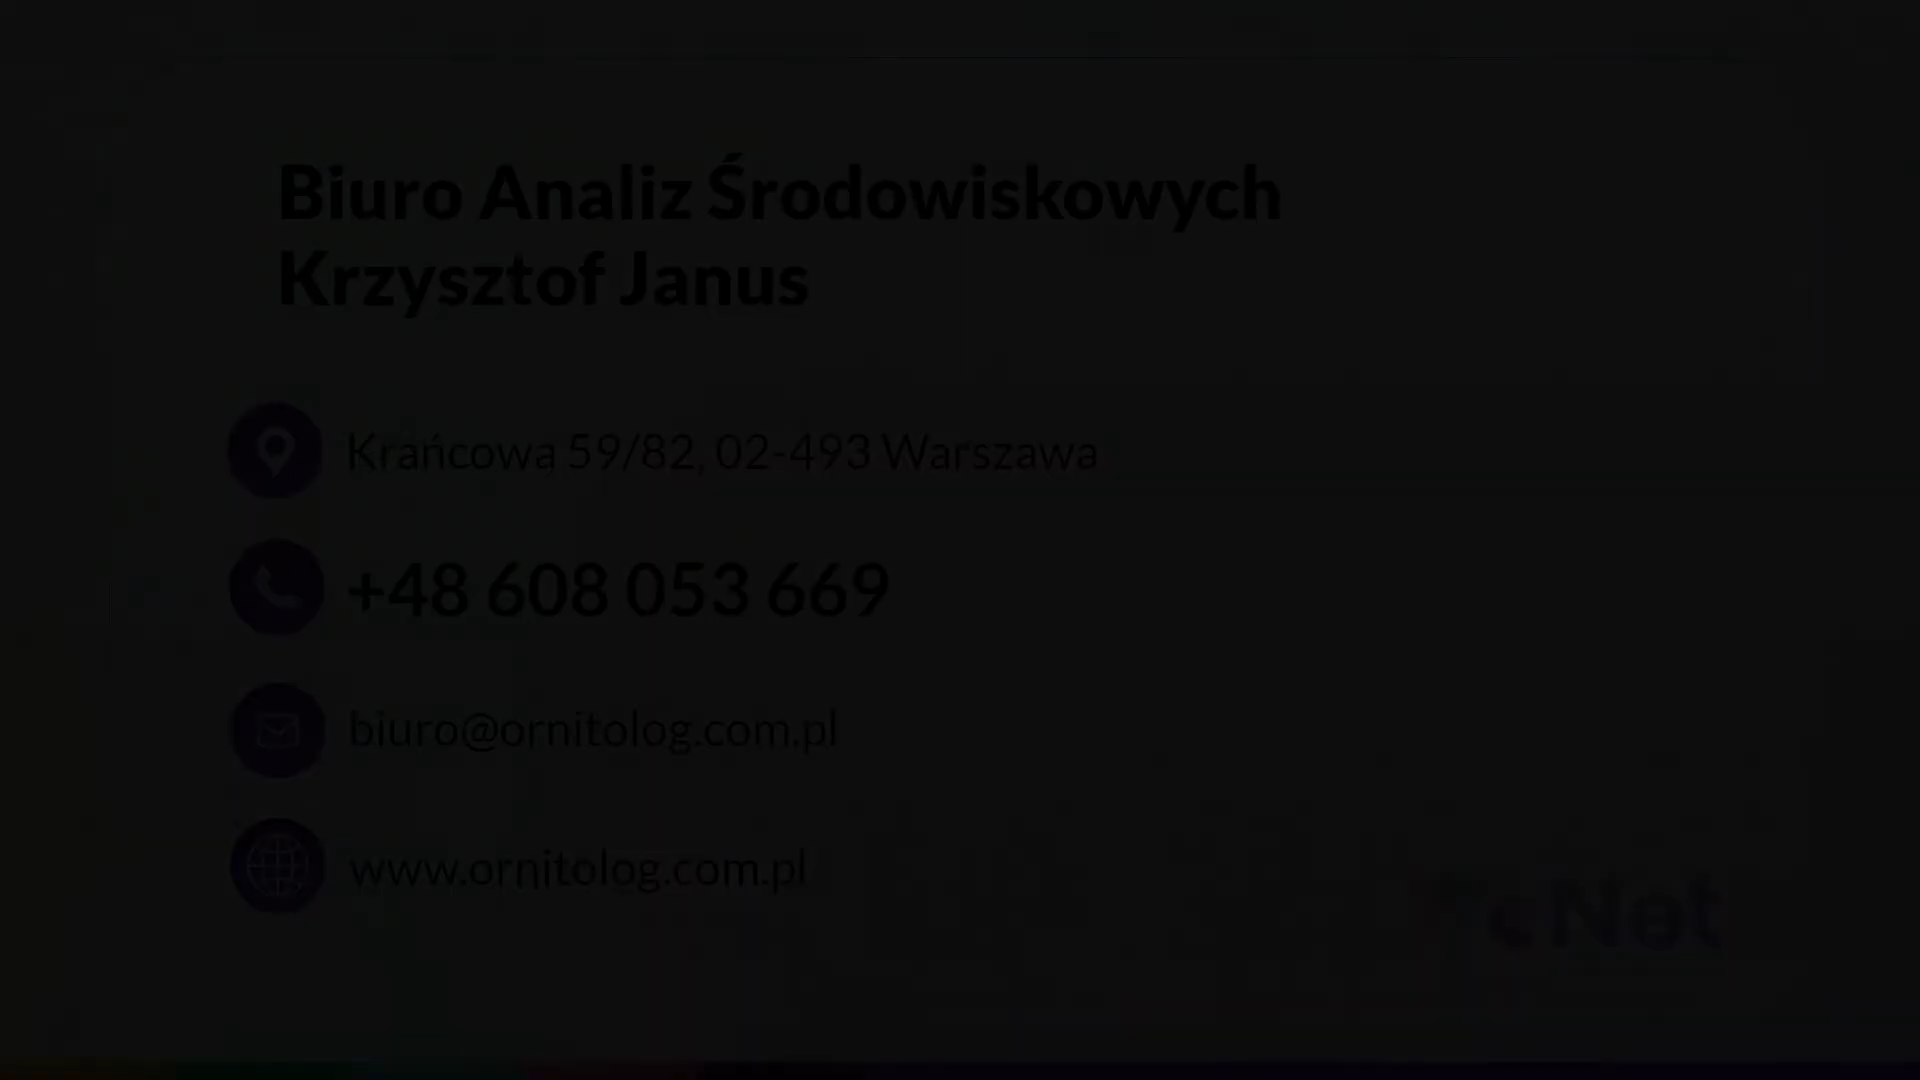 Biuro Analiz Środowiskowych
Krzysztof Janus
Krańcowa 59/82, 02-493 Warszawa
+48 608 053 669
biuro@ornitolog.com.pl
www.ornitolog.com.pl
Net